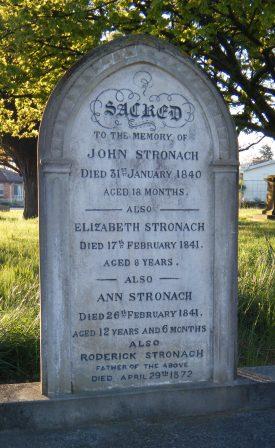 SACRED
TO THE MEMORY OF
JOHN STRONACH
DIED 31ST JANUARY 1840
AGED 18 MONTHS.
ALSO
ELIZABETH STRONACH
DIED 17TH FEBRUARY 1841.
AGED 8 YEARS.
ALSO
ANN STRONACH
DIED 26TH FEBRUARY 1841.
AGED 12 YEARS AND 6 MONTHS
ALSO
RODERICK STRONACH
FATHER OF THE ABOVE
DIED APRIL 29TH 1872